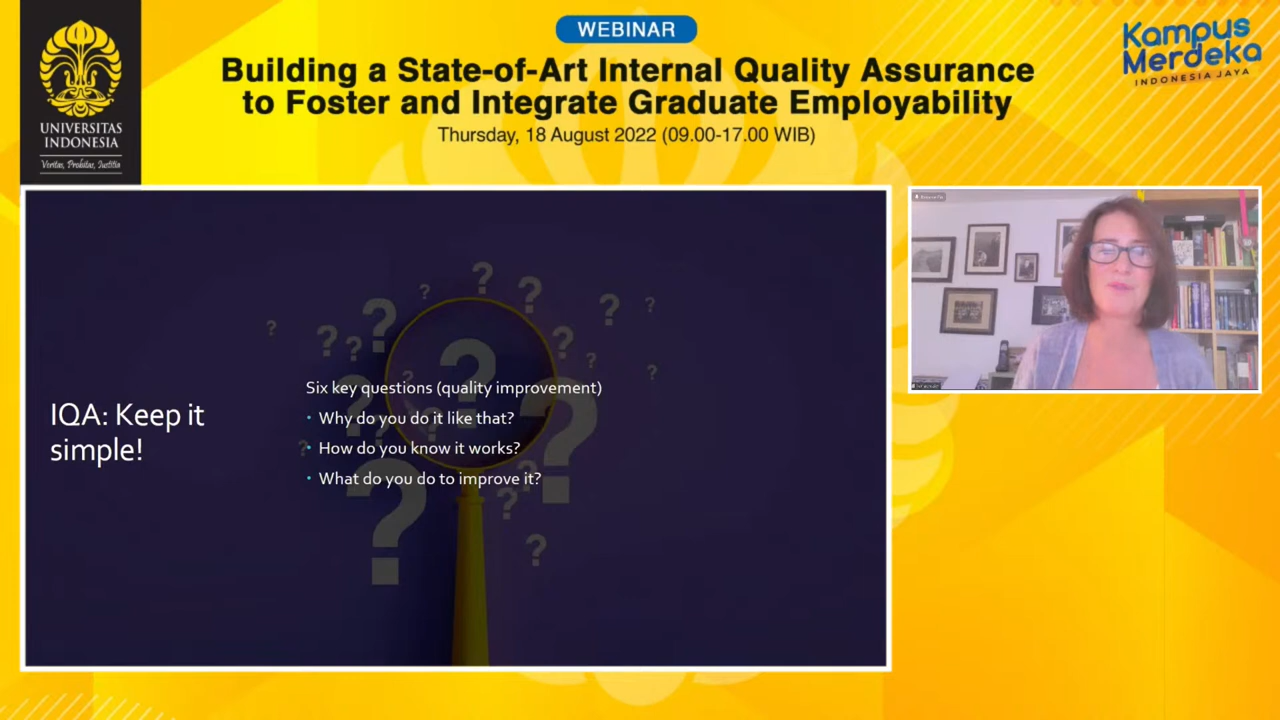 WEBINAR
Building a State-of-Art Internal Quality Assurance
to Foster and Integrate Graduate Employability
Thursday, 18 August 2022 (09.00-17.00 WIB)
UNIVERSITAS
INDONESIA
Veritas, Probitas, Justitia
Kampus
Merdeka
INDONESIA JAYA
IQA: Keep it
simple!
Six key questions (quality improvement)
• Why do you do it like that?
• How do you know it works?
• What do you do to improve it?